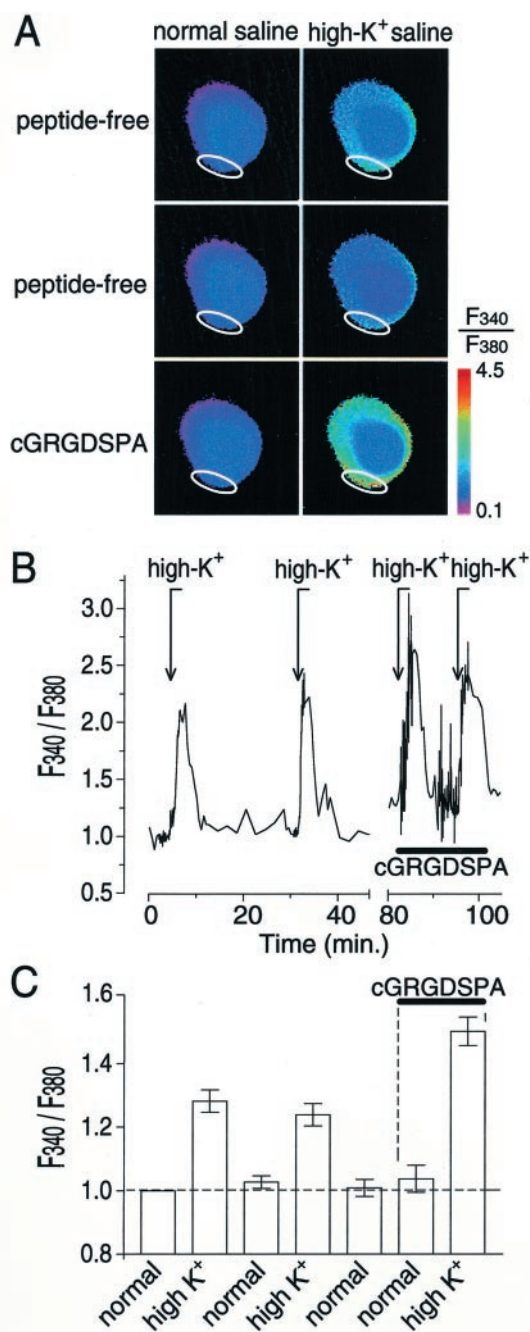 A
normal saline high-K+ saline
peptide-free
peptide-free
cGRGDSPA
F340
F380
4.5
0.1
B
high-K+ high-K+ high-K+ high-K+
3.0
2.5
2.0
1.5
1.0
0.5
F340 / F380
cGRGDSPA
0 20 40 80 100
Time (min.)
C
cGRGDSPA
1.6
1.4
1.2
1.0
0.8
F340 / F380
normal high K+ normal high K+ normal normal high K+